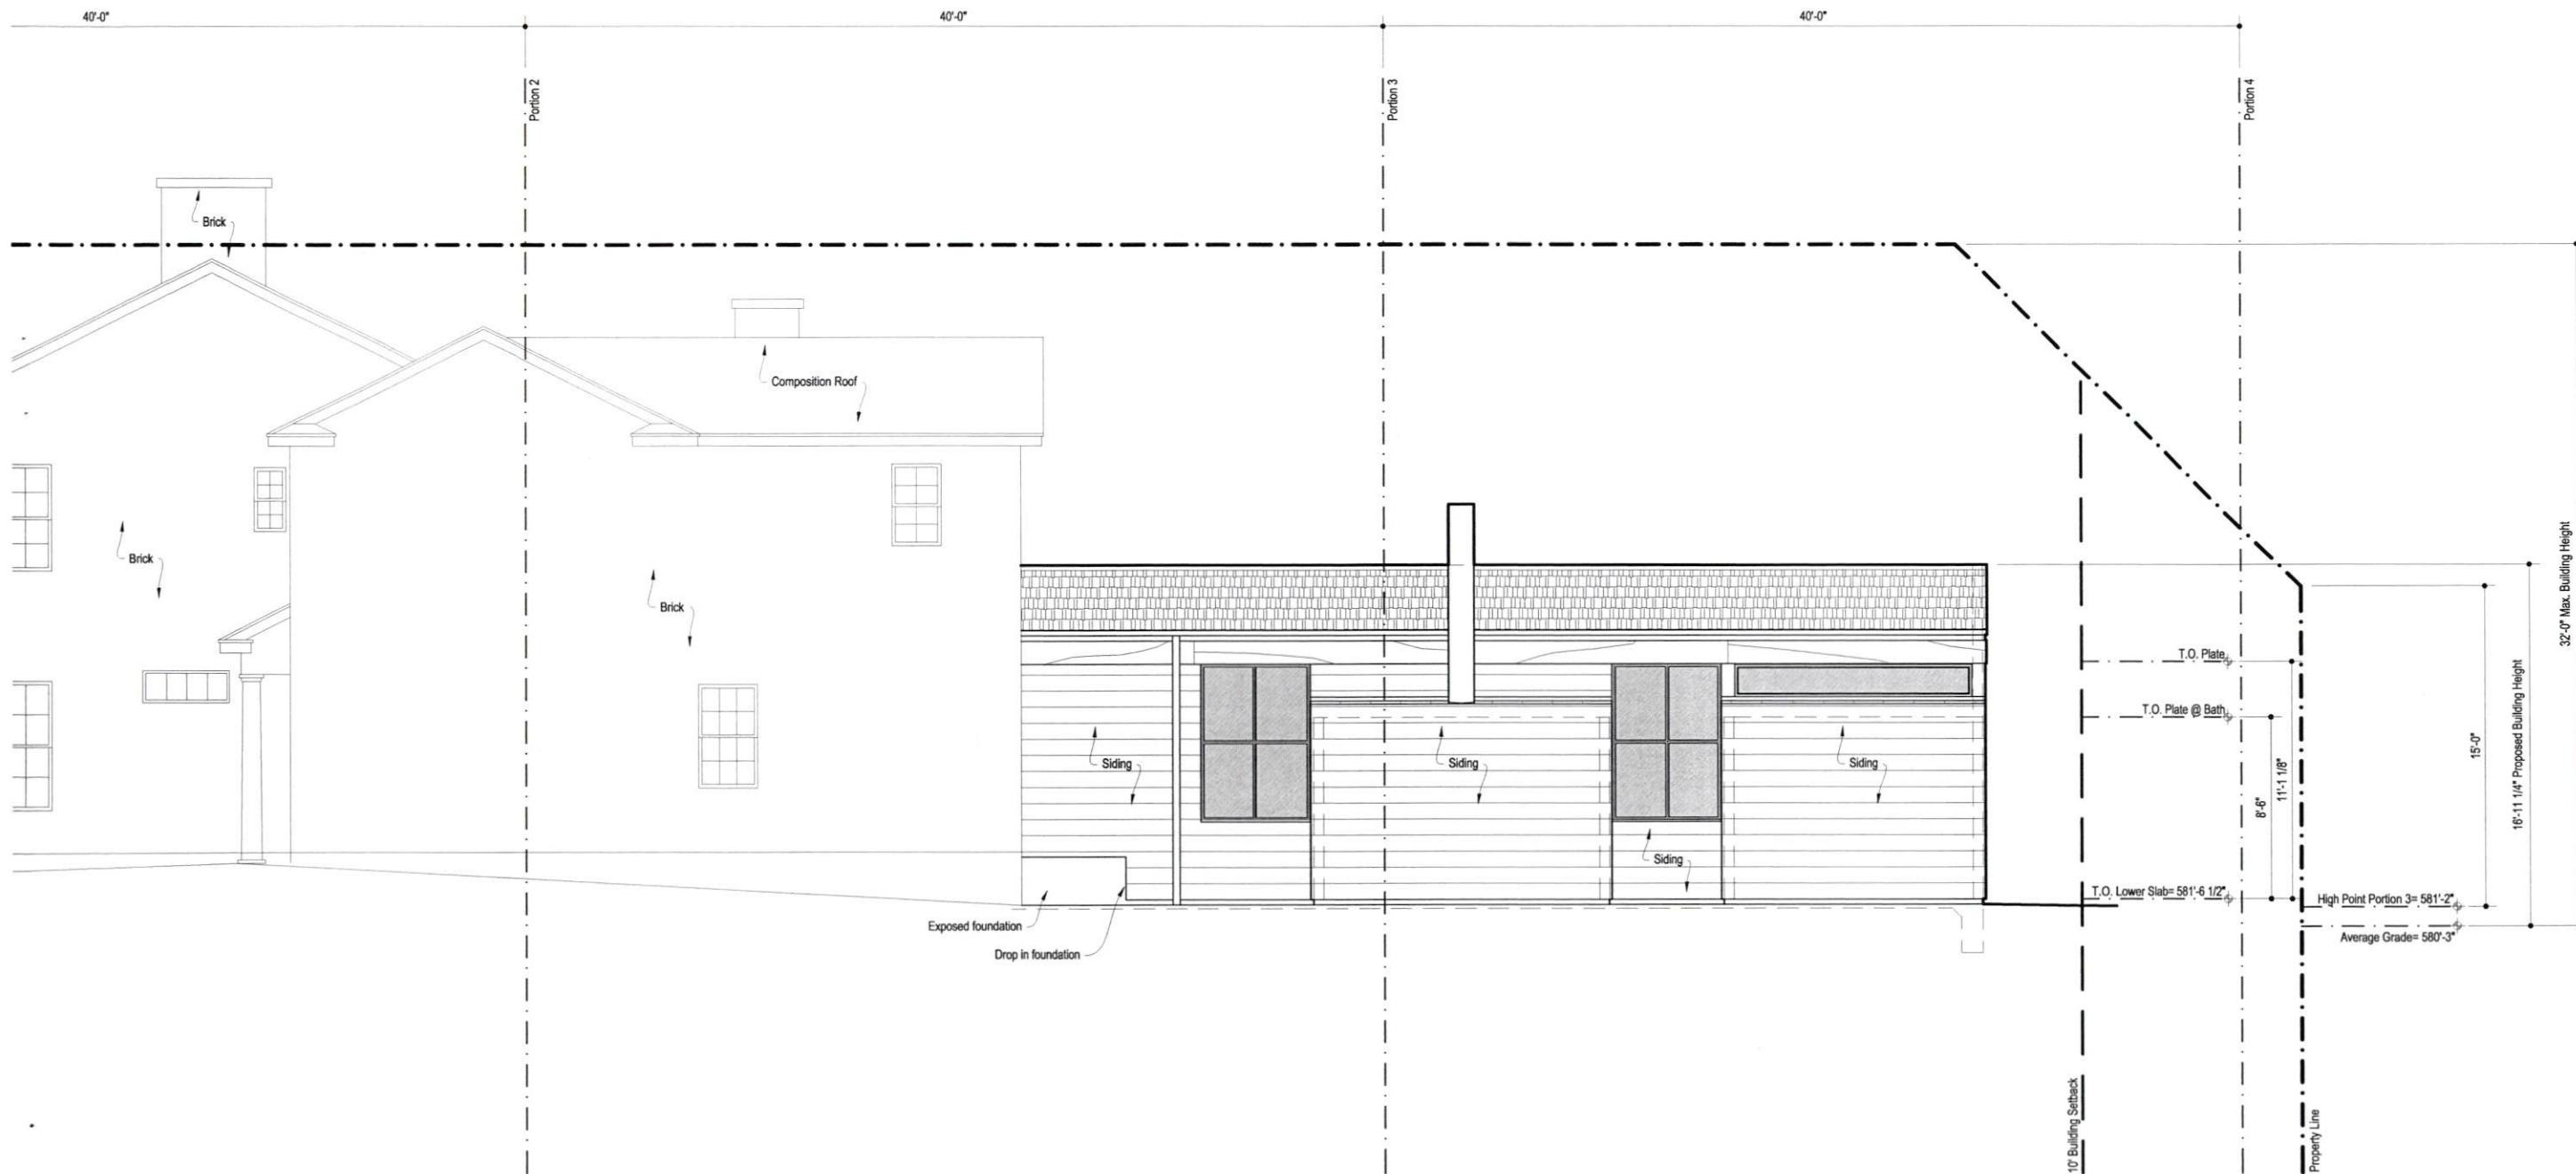 40'-0"
40'-0"
40'-0"
Portion 2
Portion 3
Portion 4
Brick
Composition Roof
Brick
Brick
32'-0" Max. Building Height
T.O. Plate
T.O. Plate @ Bath
Siding
Siding
Siding
Siding
15'-0"
16'-11 1/4" Proposed Building Height
11'-1 1/8"
8'-6"
T.O. Lower Slab= 581'-6 1/2"
High Point Portion 3= 581'-2"
Average Grade= 580'-3"
Exposed foundation
Drop in foundation
10' Building Setback
Property Line